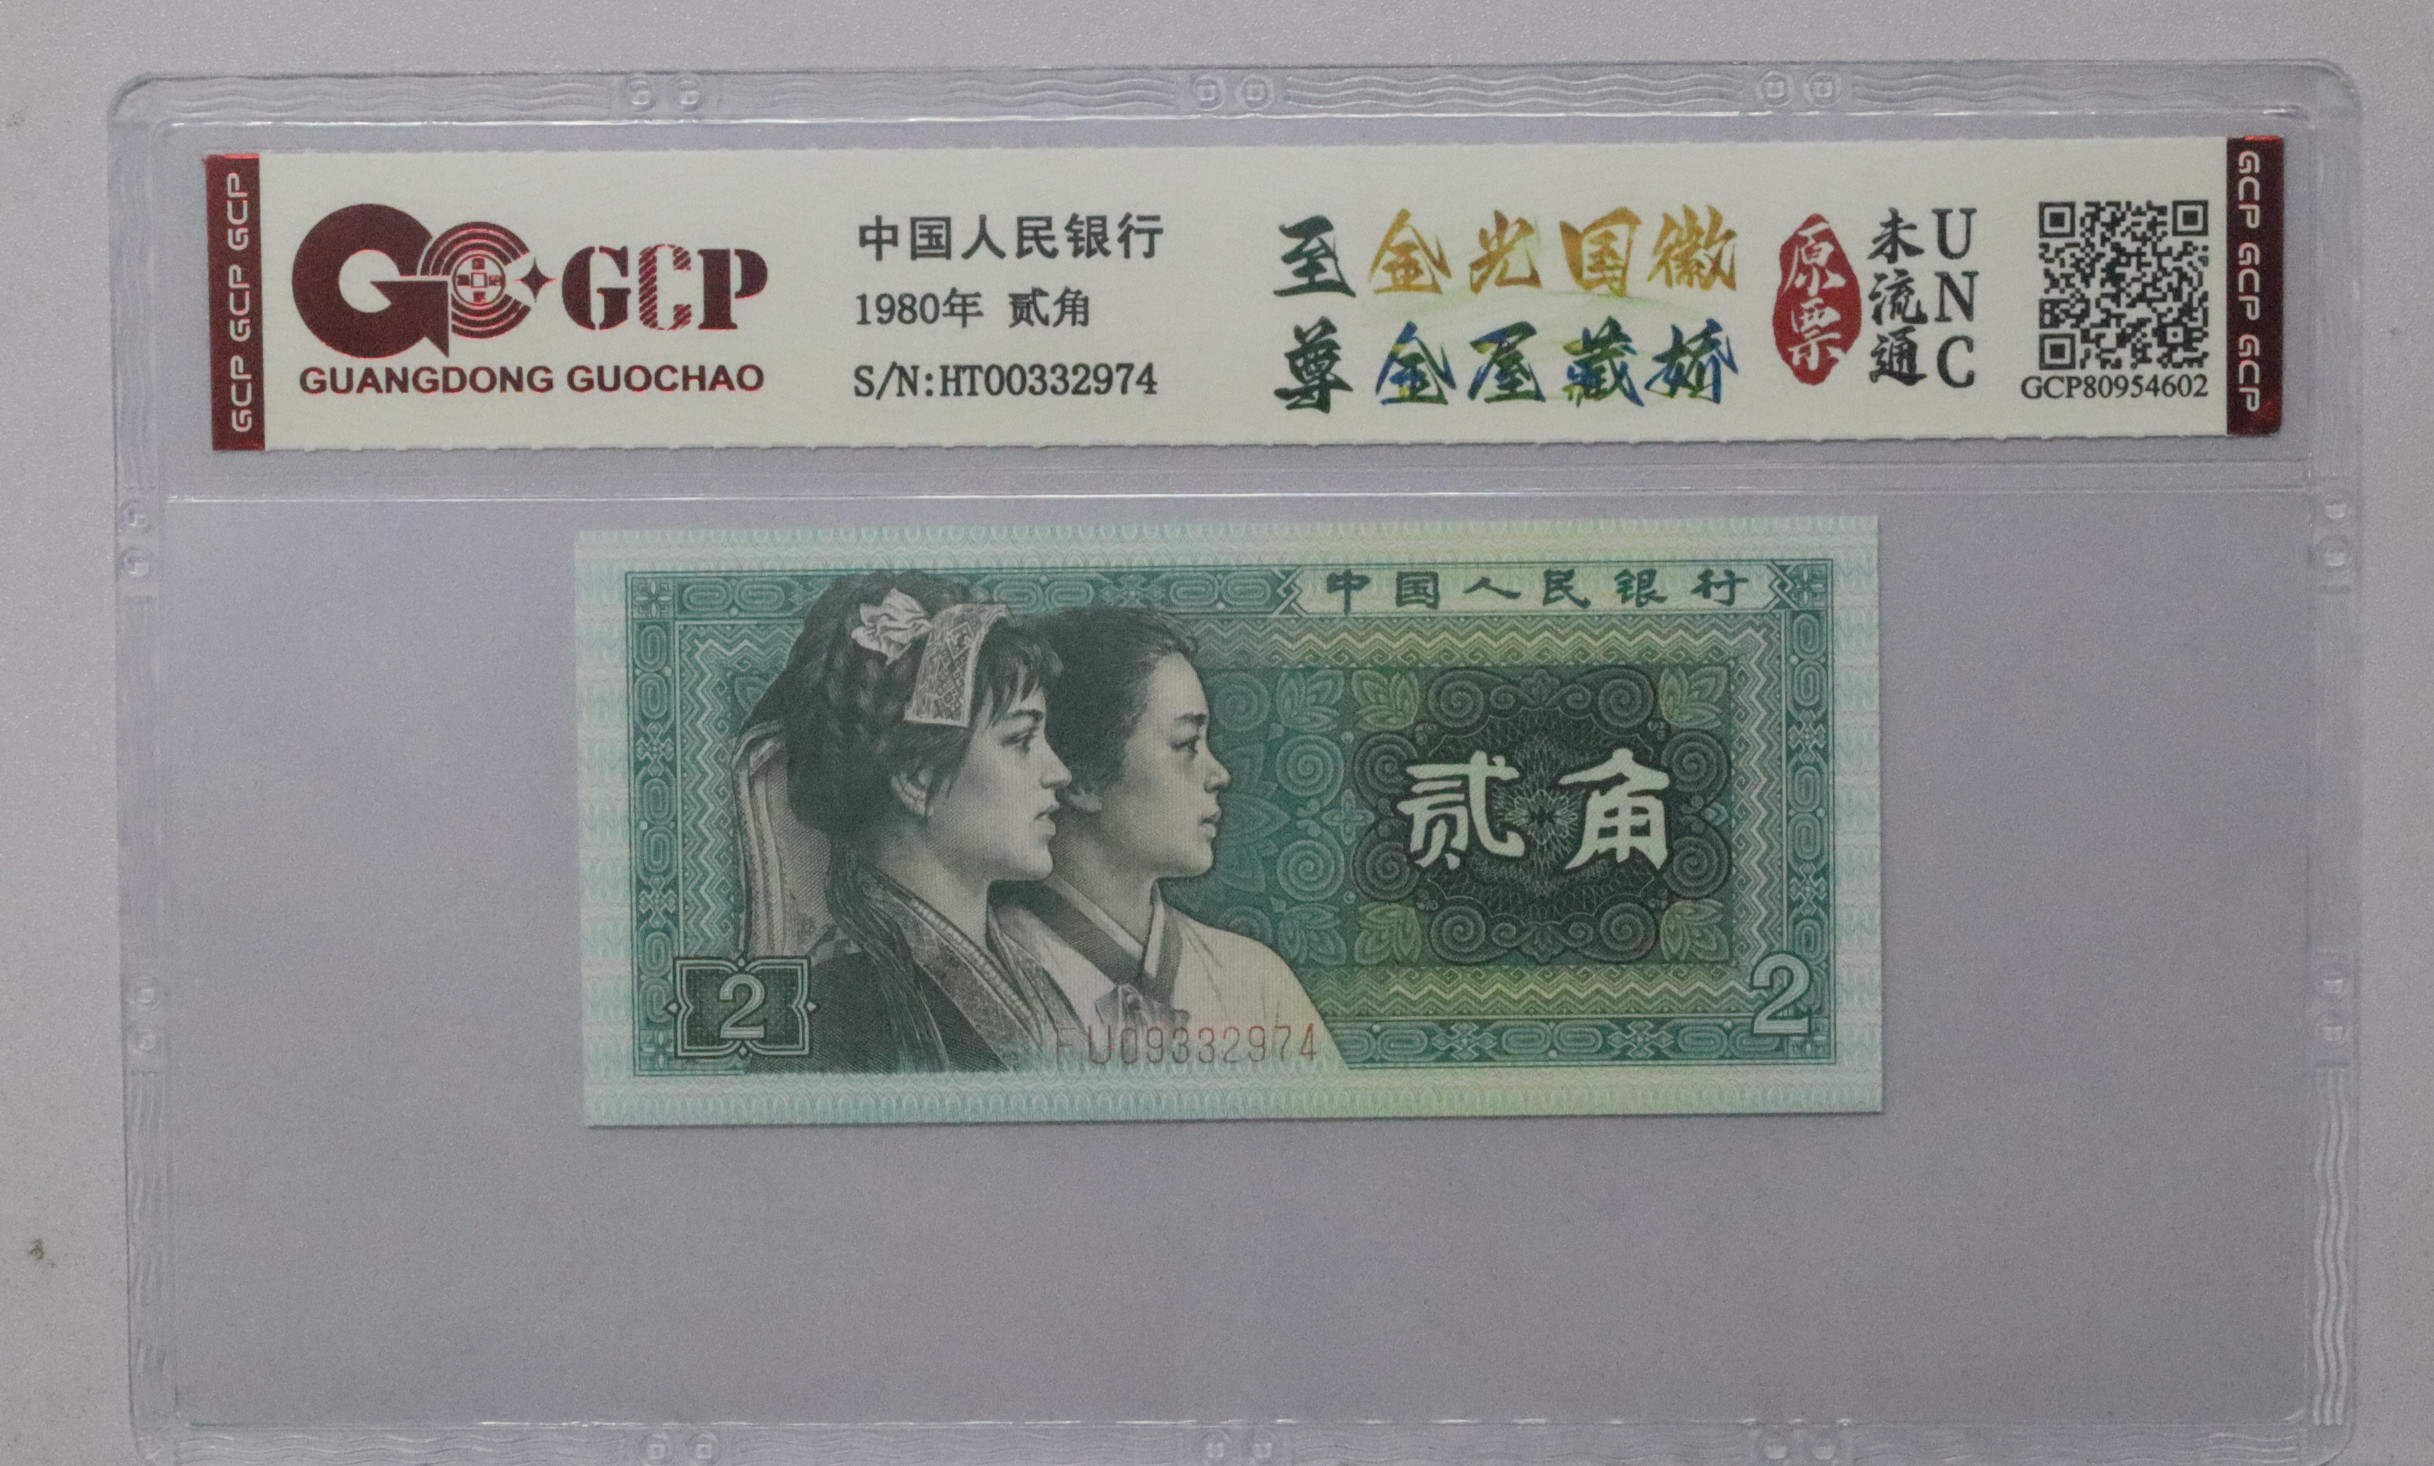 GCP GCP GCP
GCP
GUANGDONG GUOCHAO
中国人民银行
1980年 贰角
S/N:HT00332974
至尊
金光国徽
金屋藏娇
原票
未流通
UNC
GCP80954602
GCP GCP GCP
中国人民银行
贰角
2
2
FU09332974